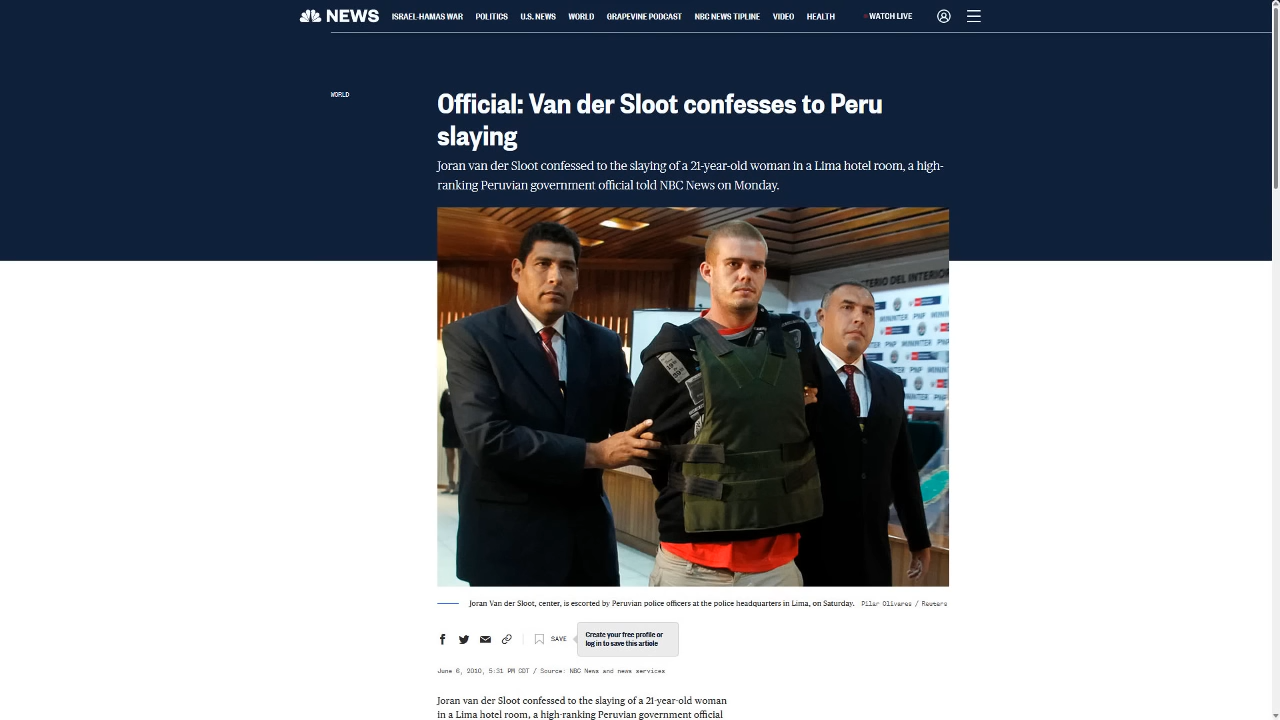 NEWS ISRAEL-HAMAS WAR POLITICS U.S. NEWS WORLD GRAPEVINE PODCAST NBC NEWS TIPLINE VIDEO HEALTH WATCH LIVE
WORLD
Official: Van der Sloot confesses to Peru
slaying
Joran van der Sloot confessed to the slaying of a 21-year-old woman in a Lima hotel room, a high-
ranking Peruvian government official told NBC News on Monday.
TERIO DEL INTERIOR
PNP
MININTER
Joran Van der Sloot, center, is escorted by Peruvian police officers at the police headquarters in Lima, on Saturday. Pilar Olivares / Reuters
SAVE
Create your free profile or
log in to save this article
June 6, 2010, 5:31 PM CDT / Source: NBC News and news services
Joran van der Sloot confessed to the slaying of a 21-year-old woman
in a Lima hotel room, a high-ranking Peruvian government official